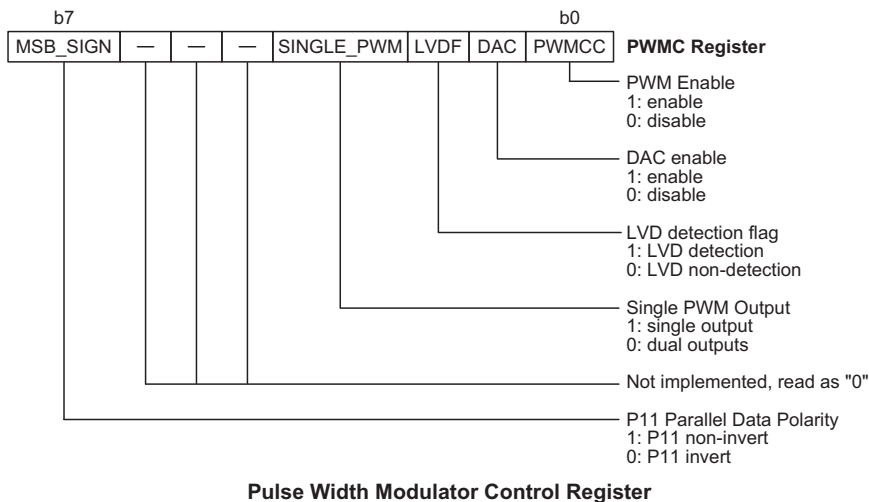 b7 b0
MSB_SIGN — — — SINGLE_PWM LVDF DAC PWMCC PWMC Register
PWM Enable
1: enable
0: disable
DAC enable
1: enable
0: disable
LVD detection flag
1: LVD detection
0: LVD non-detection
Single PWM Output
1: single output
0: dual outputs
Not implemented, read as "0"
P11 Parallel Data Polarity
1: P11 non-invert
0: P11 invert
Pulse Width Modulator Control Register